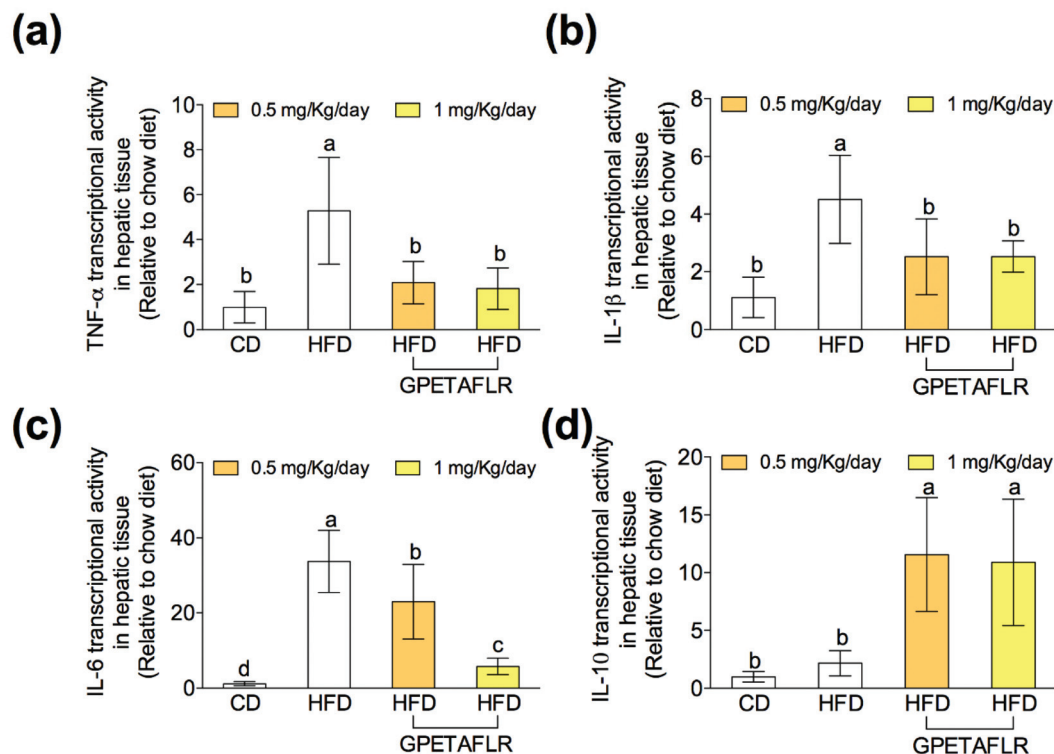 (a)
TNF-α transcriptional activity
in hepatic tissue
(Relative to chow diet)
0.5 mg/Kg/day 1 mg/Kg/day
10
8
6
4
2
0
b
a
b
b
CD HFD HFD HFD
GPETAFLR
(b)
IL-1β transcriptional activity
in hepatic tissue
(Relative to chow diet)
0.5 mg/Kg/day 1 mg/Kg/day
8
6
4
2
0
b
a
b
b
CD HFD HFD HFD
GPETAFLR
(c)
IL-6 transcriptional activity
in hepatic tissue
(Relative to chow diet)
0.5 mg/Kg/day 1 mg/Kg/day
60
40
20
0
d
a
b
c
CD HFD HFD HFD
GPETAFLR
(d)
IL-10 transcriptional activity
in hepatic tissue
(Relative to chow diet)
0.5 mg/Kg/day 1 mg/Kg/day
20
15
10
5
0
b
b
a
a
CD HFD HFD HFD
GPETAFLR